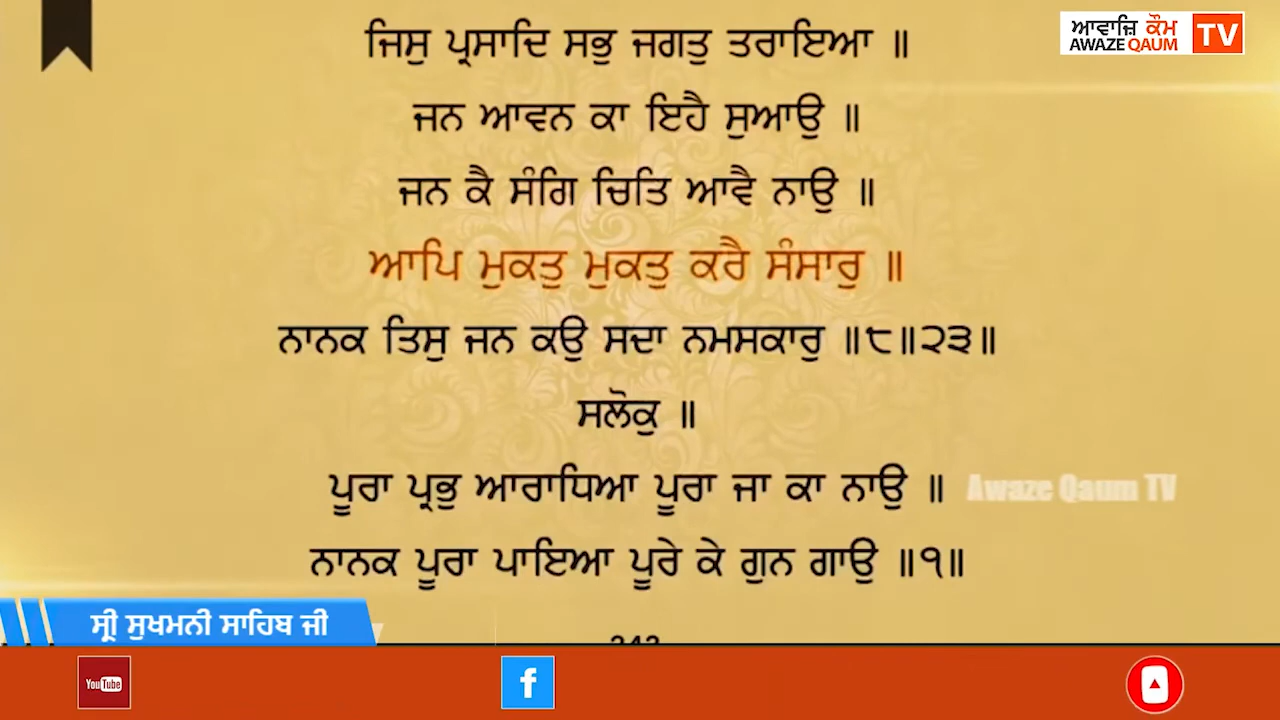 ਆਵਾਜ਼ਿ ਕੌਮ
AWAZE QAUM TV
ਜਿਸੁ ਪ੍ਰਸਾਦਿ ਸਭੁ ਜਗਤੁ ਤਰਾਇਆ ॥
ਜਨ ਆਵਨ ਕਾ ਇਹੈ ਸੁਆਉ ॥
ਜਨ ਕੈ ਸੰਗਿ ਚਿਤਿ ਆਵੈ ਨਾਉ ॥
ਆਪਿ ਮੁਕਤੁ ਮੁਕਤੁ ਕਰੈ ਸੰਸਾਰੁ ॥
ਨਾਨਕ ਤਿਸੁ ਜਨ ਕਉ ਸਦਾ ਨਮਸਕਾਰੁ ॥੮॥੨੩॥
ਸਲੋਕੁ ॥
ਪੂਰਾ ਪ੍ਰਭੁ ਆਰਾਧਿਆ ਪੂਰਾ ਜਾ ਕਾ ਨਾਉ ॥
Awaze Qaum TV
ਨਾਨਕ ਪੂਰਾ ਪਾਇਆ ਪੂਰੇ ਕੇ ਗੁਨ ਗਾਉ ॥੧॥
ਸ੍ਰੀ ਸੁਖਮਨੀ ਸਾਹਿਬ ਜੀ
YouTube
f